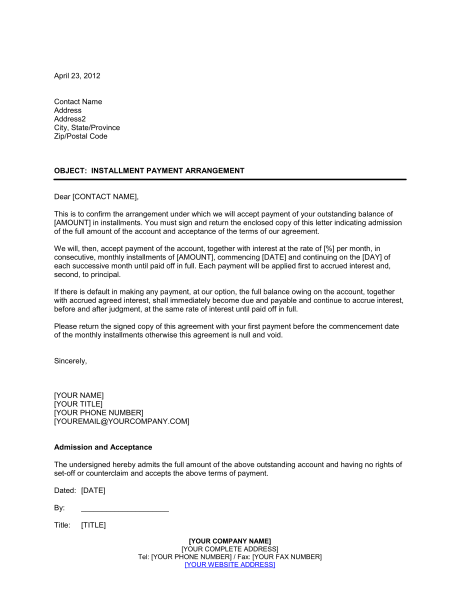 April 23, 2012
Contact Name
Address
Address2
City, State/Province
Zip/Postal Code
OBJECT:  INSTALLMENT PAYMENT ARRANGEMENT
Dear [CONTACT NAME],
This is to confirm the arrangement under which we will accept payment of your outstanding balance of
[AMOUNT] in installments. You must sign and return the enclosed copy of this letter indicating admission
of the full amount of the account and acceptance of the terms of our agreement.
We will, then, accept payment of the account, together with interest at the rate of [%] per month, in
consecutive, monthly installments of [AMOUNT], commencing [DATE] and continuing on the [DAY] of
each successive month until paid off in full. Each payment will be applied first to accrued interest and,
second, to principal.
If there is default in making any payment, at our option, the full balance owing on the account, together
with accrued agreed interest, shall immediately become due and payable and continue to accrue interest,
before and after judgment, at the same rate of interest until paid off in full.
Please return the signed copy of this agreement with your first payment before the commencement date
of the monthly installments otherwise this agreement is null and void.
Sincerely,
[YOUR NAME]
[YOUR TITLE]
[YOUR PHONE NUMBER]
[YOUREMAIL@YOURCOMPANY.COM]
Admission and Acceptance
The undersigned hereby admits the full amount of the above outstanding account and having no rights of
set-off or counterclaim and accepts the above terms of payment.
Dated:  [DATE]
By:
Title:  [TITLE]
[YOUR COMPANY NAME]
[YOUR COMPLETE ADDRESS]
Tel: [YOUR PHONE NUMBER] / Fax: [YOUR FAX NUMBER]
[YOUR WEBSITE ADDRESS]